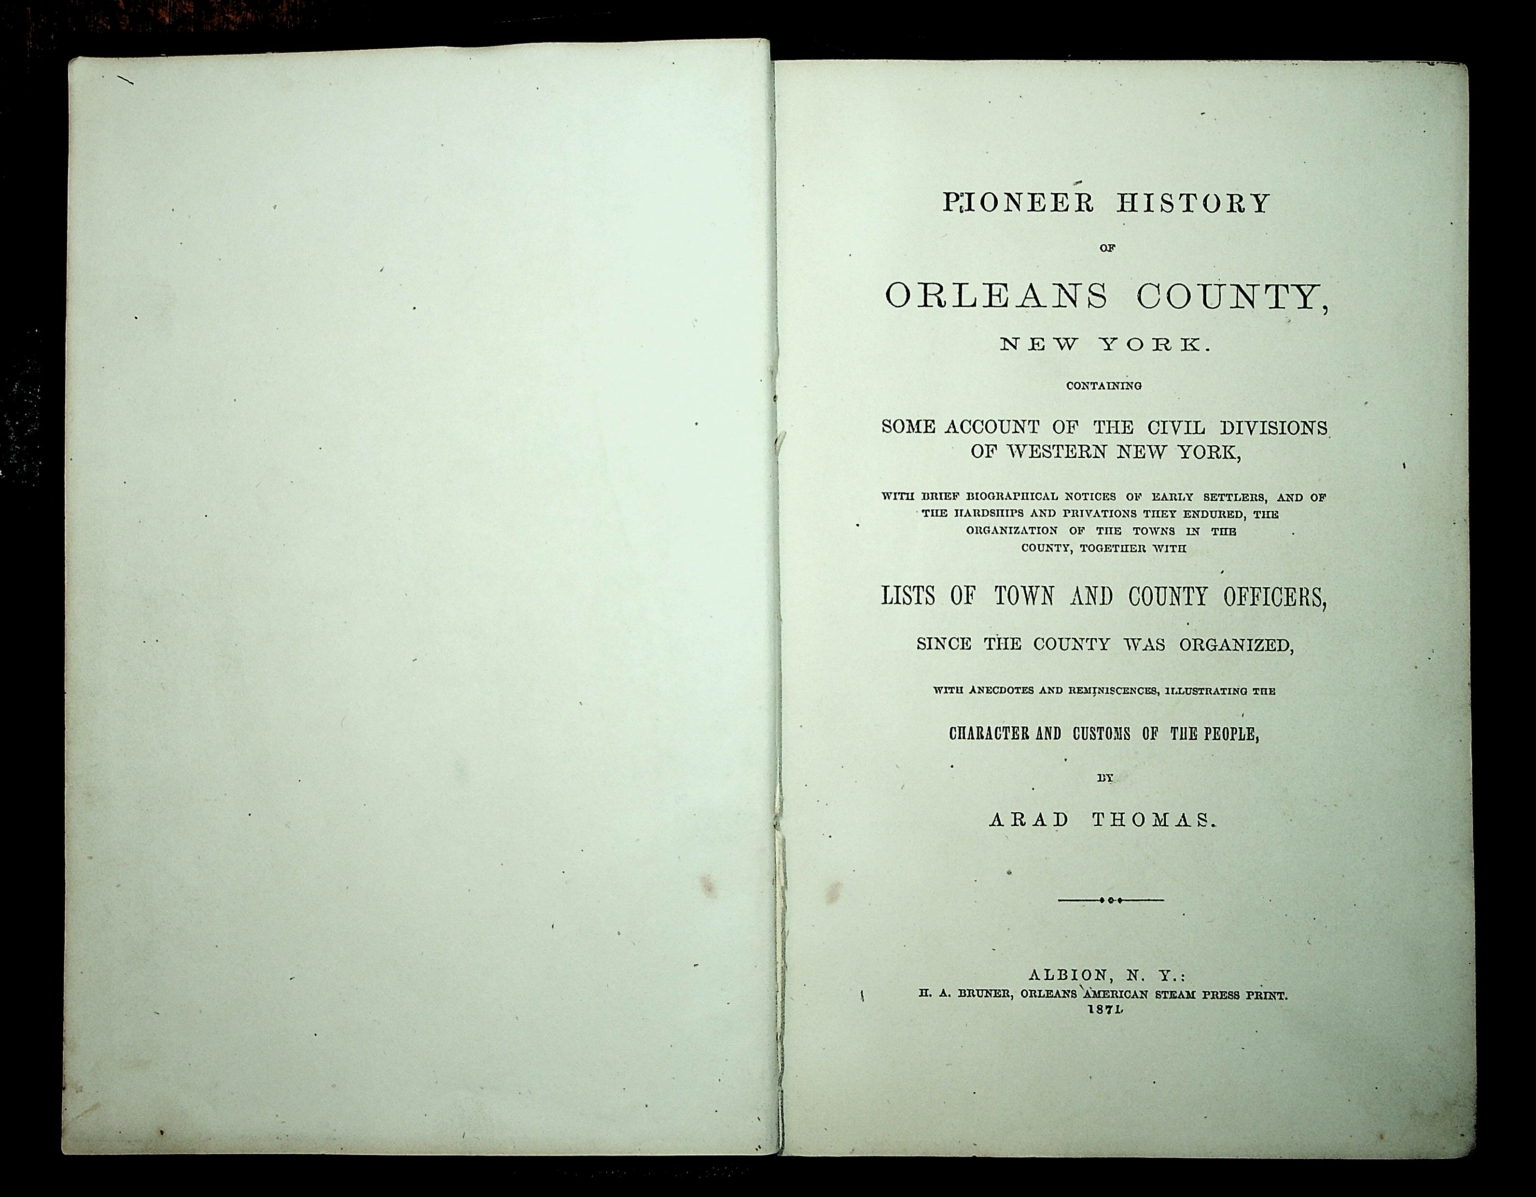 PIONEER HISTORY
OF
ORLEANS COUNTY,
NEW YORK.
CONTAINING
SOME ACCOUNT OF THE CIVIL DIVISIONS
OF WESTERN NEW YORK,
WITH BRIEF BIOGRAPHICAL NOTICES OF EARLY SETTLERS, AND OF
THE HARDSHIPS AND PRIVATIONS THEY ENDURED, THE
ORGANIZATION OF THE TOWNS IN THE
COUNTY, TOGETHER WITH
LISTS OF TOWN AND COUNTY OFFICERS,
SINCE THE COUNTY WAS ORGANIZED,
WITH ANECDOTES AND REMINISCENCES, ILLUSTRATING THE
CHARACTER AND CUSTOMS OF THE PEOPLE,
BY
ARAD THOMAS.
ALBION, N. Y.:
H. A. BRUNER, ORLEANS AMERICAN STEAM PRESS PRINT.
1871.